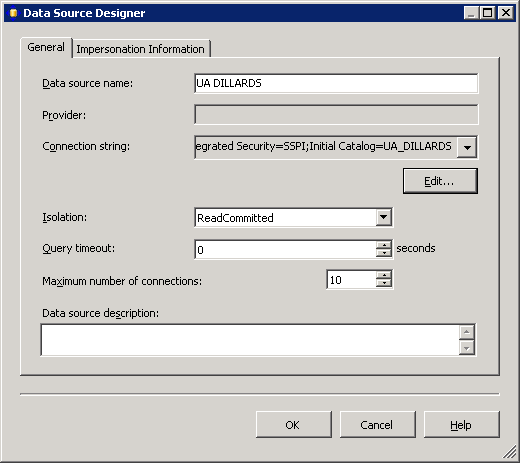 Data Source Designer
General
Impersonation Information
Data source name:
UA DILLARDS
Provider:
Connection string:
egrated Security=SSPI;Initial Catalog=UA_DILLARDS
Edit...
Isolation:
ReadCommitted
Query timeout:
0
seconds
Maximum number of connections:
10
Data source description:
OK
Cancel
Help